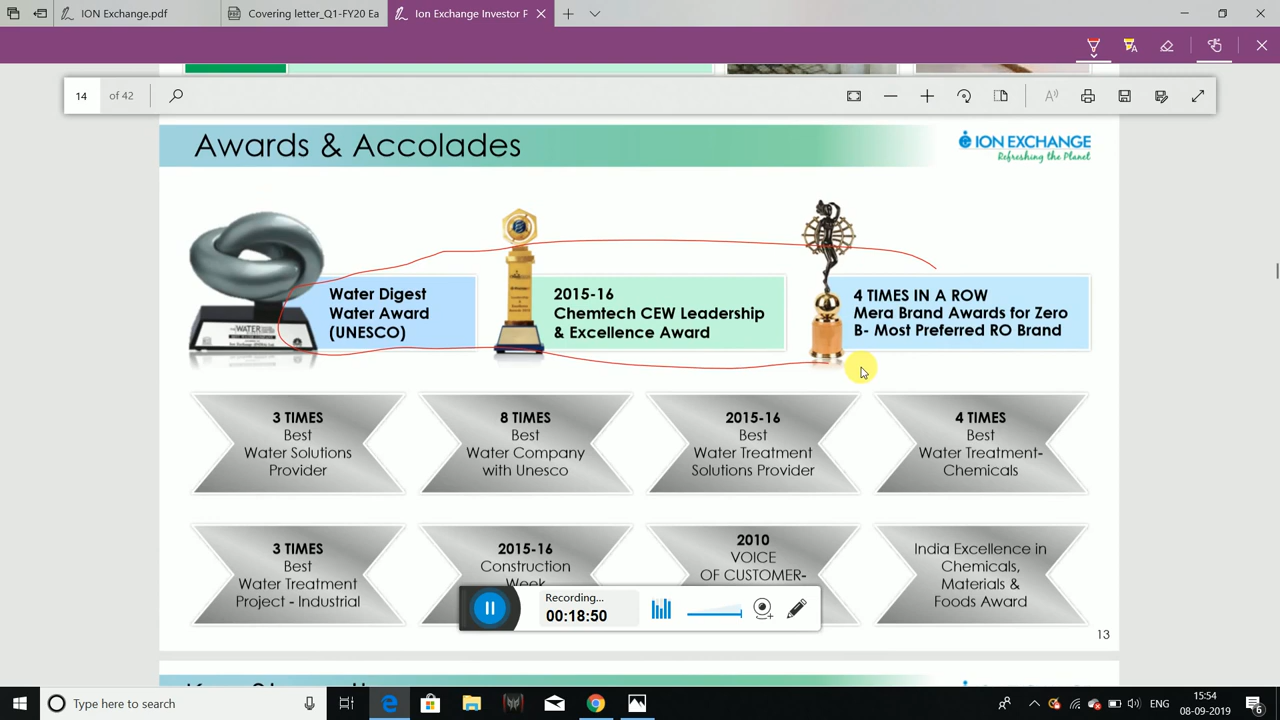 ION Exchange.pdf
Covering letter_Q1-FY20 Ea
Ion Exchange Investor F
14 of 42
Awards & Accolades
ION EXCHANGE
Refreshing the Planet
Water Digest
Water Award
(UNESCO)
2015-16
Chemtech CEW Leadership
& Excellence Award
4 TIMES IN A ROW
Mera Brand Awards for Zero
B- Most Preferred RO Brand
3 TIMES
Best
Water Solutions
Provider
8 TIMES
Best
Water Company
with Unesco
2015-16
Best
Water Treatment
Solutions Provider
4 TIMES
Best
Water Treatment-
Chemicals
3 TIMES
Best
Water Treatment
Project - Industrial
2015-16
Construction
Week
2010
VOICE
OF CUSTOMER-
India Excellence in
Chemicals,
Materials &
Foods Award
Recording...
00:18:50
13
Type here to search
ENG
15:54
08-09-2019
6